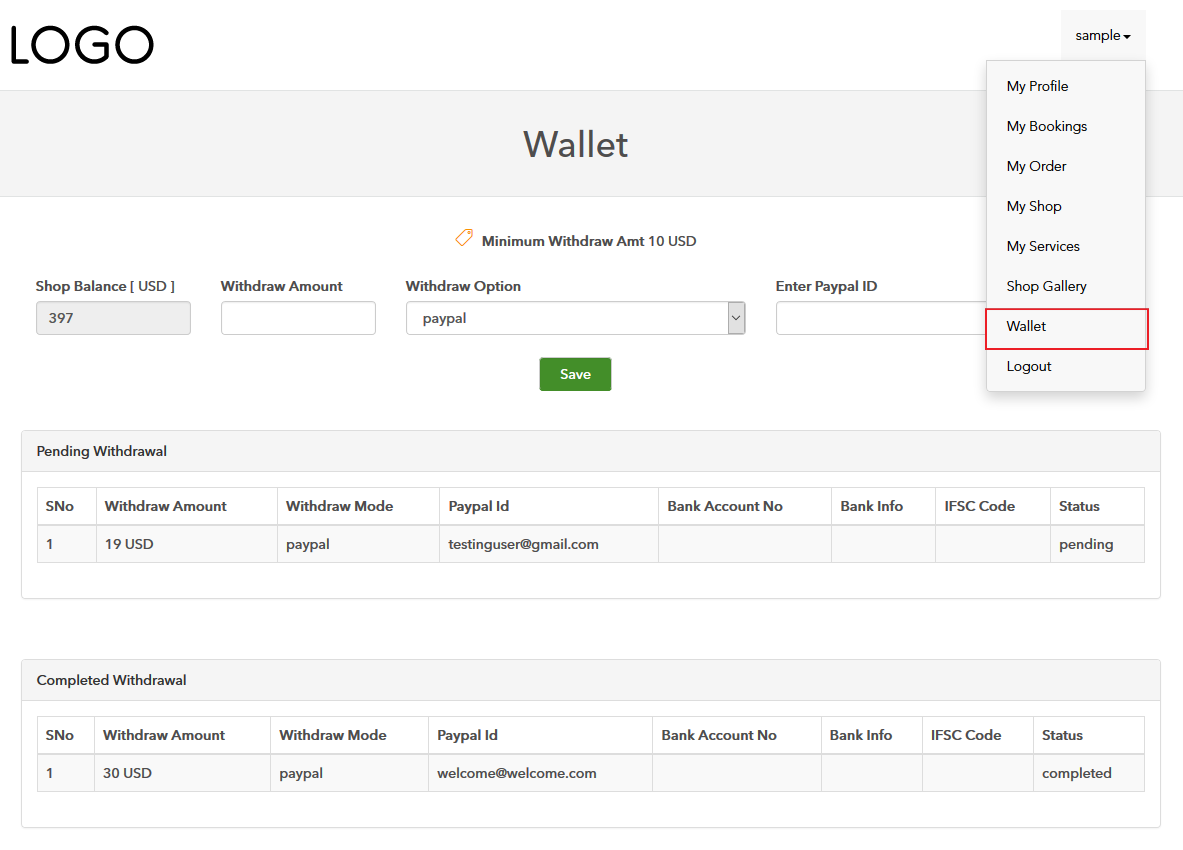 LOGO
sample
My Profile
My Bookings
My Order
My Shop
My Services
Shop Gallery
Wallet
Logout
Wallet
Minimum Withdraw Amt 10 USD
Shop Balance [ USD ] Withdraw Amount Withdraw Option Enter Paypal ID
397 paypal
Save
Pending Withdrawal
SNo Withdraw Amount Withdraw Mode Paypal Id Bank Account No Bank Info IFSC Code Status
1 19 USD paypal testinguser@gmail.com pending
Completed Withdrawal
SNo Withdraw Amount Withdraw Mode Paypal Id Bank Account No Bank Info IFSC Code Status
1 30 USD paypal welcome@welcome.com completed